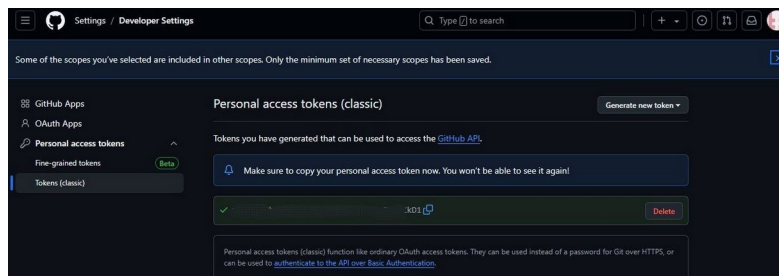 Settings / Developer Settings
Type / to search
Some of the scopes you've selected are included in other scopes. Only the minimum set of necessary scopes has been saved.
GitHub Apps
OAuth Apps
Personal access tokens
Fine-grained tokens
Beta
Tokens (classic)
Personal access tokens (classic)
Generate new token
Tokens you have generated that can be used to access the GitHub API.
Make sure to copy your personal access token now. You won't be able to see it again!
kD1
Delete
Personal access tokens (classic) function like ordinary OAuth access tokens. They can be used instead of a password for Git over HTTPS, or
can be used to authenticate to the API over Basic Authentication.